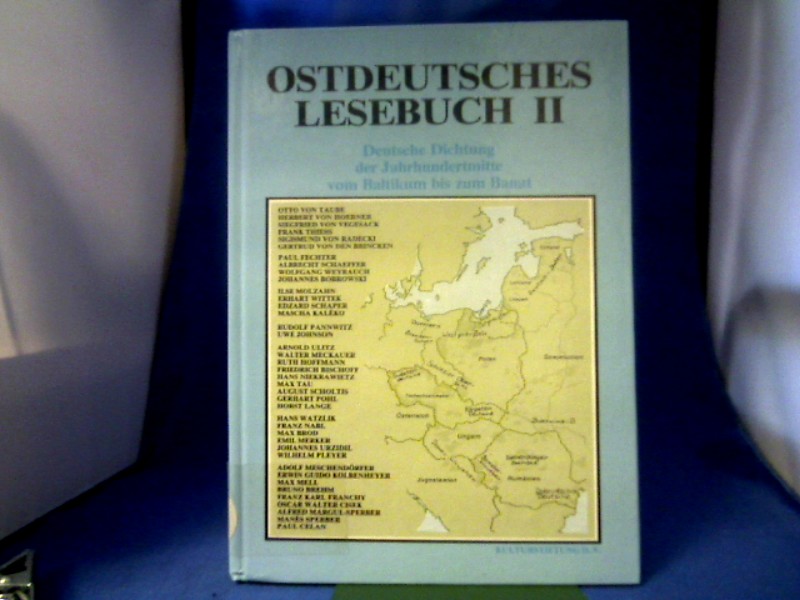 OSTDEUTSCHES
LESEBUCH II
Deutsche Dichtung
der Jahrhundertmitte
vom Baltikum bis zum Banat
OTTO VON TAUBE
HERBERT VON HOERNER
SIEGFRIED VON VEGESACK
FRANK THIESS
SIGISMUND VON RADECKI
GERTRUD VON DEN BRINCKEN
PAUL FECHTER
ALBRECHT SCHAEFFER
WOLFGANG WEYRAUCH
JOHANNES BOBROWSKI
ILSE MOLZAHN
ERHART WITTEK
EDZARD SCHAPER
MASCHA KALÉKO
RUDOLF PANNWITZ
UWE JOHNSON
ARNOLD ULITZ
WALTER MECKAUER
RUTH HOFFMANN
FRIEDRICH BISCHOFF
HANS NIEKRAWIETZ
MAX TAU
AUGUST SCHOLTIS
GERHART POHL
HORST LANGE
HANS WATZLIK
FRANZ NABL
MAX BROD
EMIL MERKER
JOHANNES URZIDIL
WILHELM PLEYER
ADOLF MESCHENDÖRFER
ERWIN GUIDO KOLBENHEYER
MAX MELL
BRUNO BREHM
FRANZ KARL FRANCHY
OSCAR WALTER CISEK
ALFRED MARGUL-SPERBER
MANÈS SPERBER
PAUL CELAN
Polen
Österreich
Ungarn
Rumänien
Jugoslawien
KULTURSTIFTUNG